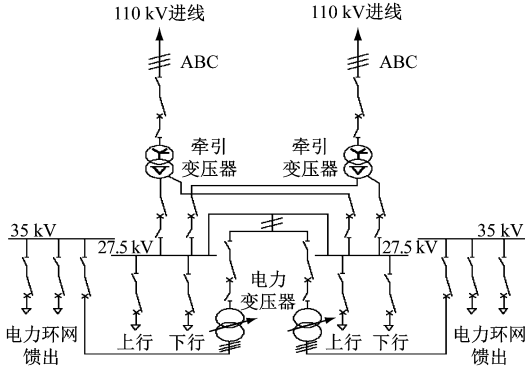 110 kV进线
110 kV进线
ABC
ABC
牵引
变压器
牵引
变压器
35 kV
27.5 kV
27.5 kV
35 kV
电力
变压器
电力环网
馈出
上行
下行
上行
下行
电力环网
馈出